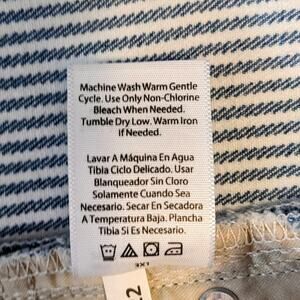 Machine Wash Warm Gentle
Cycle. Use Only Non-Chlorine
Bleach When Needed.
Tumble Dry Low. Warm Iron
if Needed.
Lavar A Máquina En Agua
Tibia Ciclo Delicado. Usar
Blanqueador Sin Cloro
Solamente Cuando Sea
Necesario. Secar En Secadora
A Temperatura Baja. Plancha
Tibia Si Es Necesario.